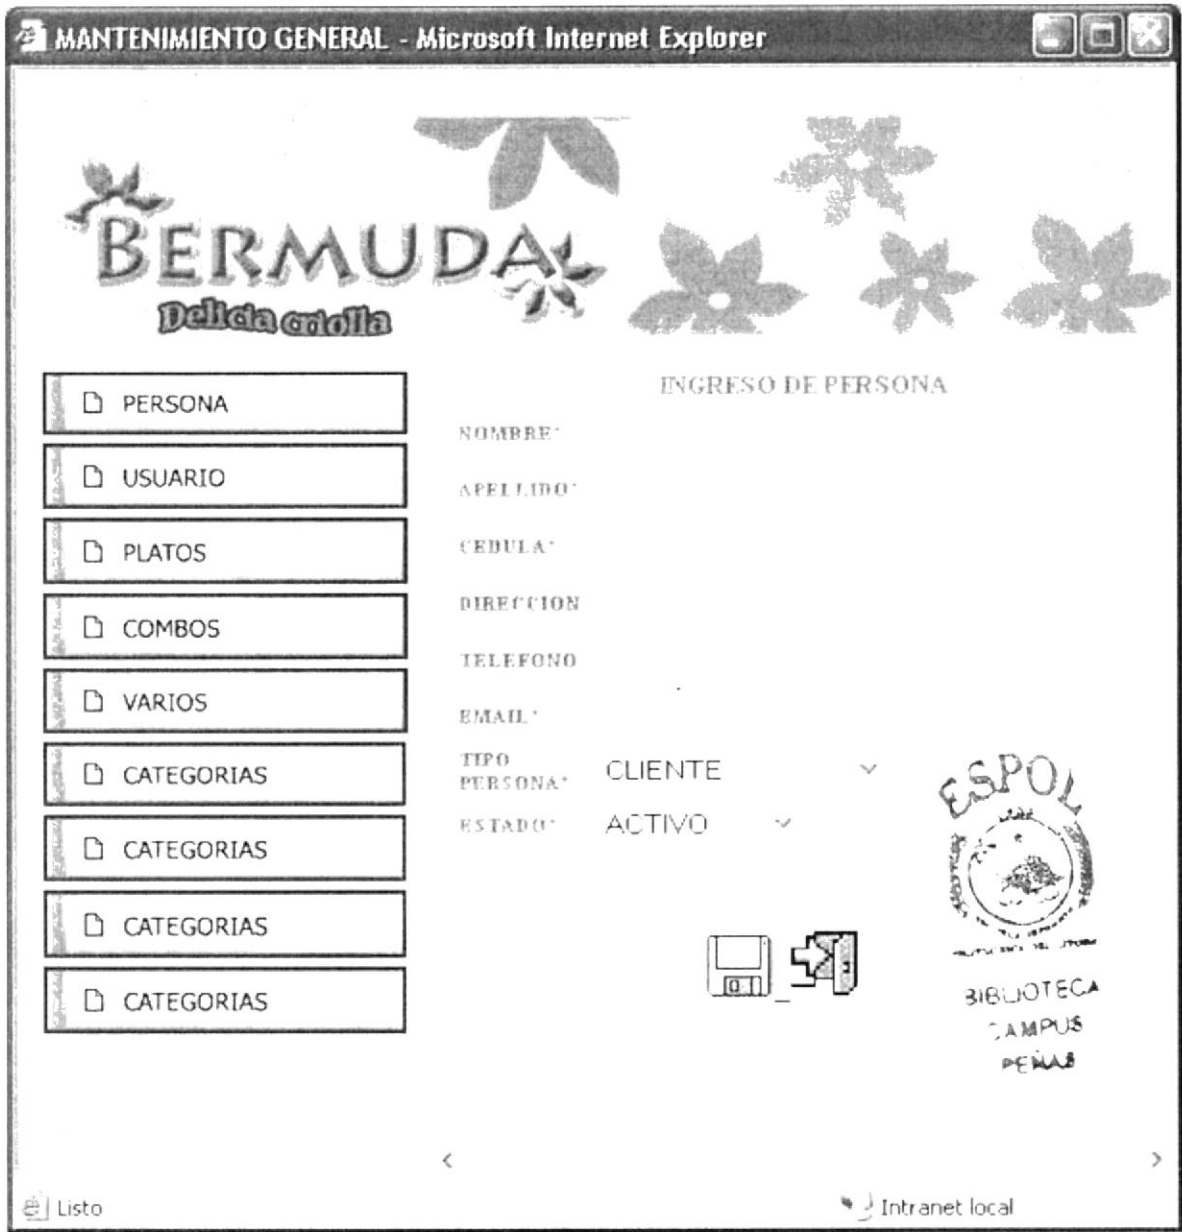 MANTENIMIENTO GENERAL - Microsoft Internet Explorer
BERMUDA
Delicia criolla
PERSONA
USUARIO
PLATOS
COMBOS
VARIOS
CATEGORIAS
CATEGORIAS
CATEGORIAS
CATEGORIAS
INGRESO DE PERSONA
NOMBRE*
APELLIDO*
CEDULA*
DIRECCION
TELEFONO
EMAIL*
TIPO
PERSONA* CLIENTE
ESTADO* ACTIVO
ESPOL
BIBLIOTECA
CAMPUS
PEÑAS
Listo
Intranet local